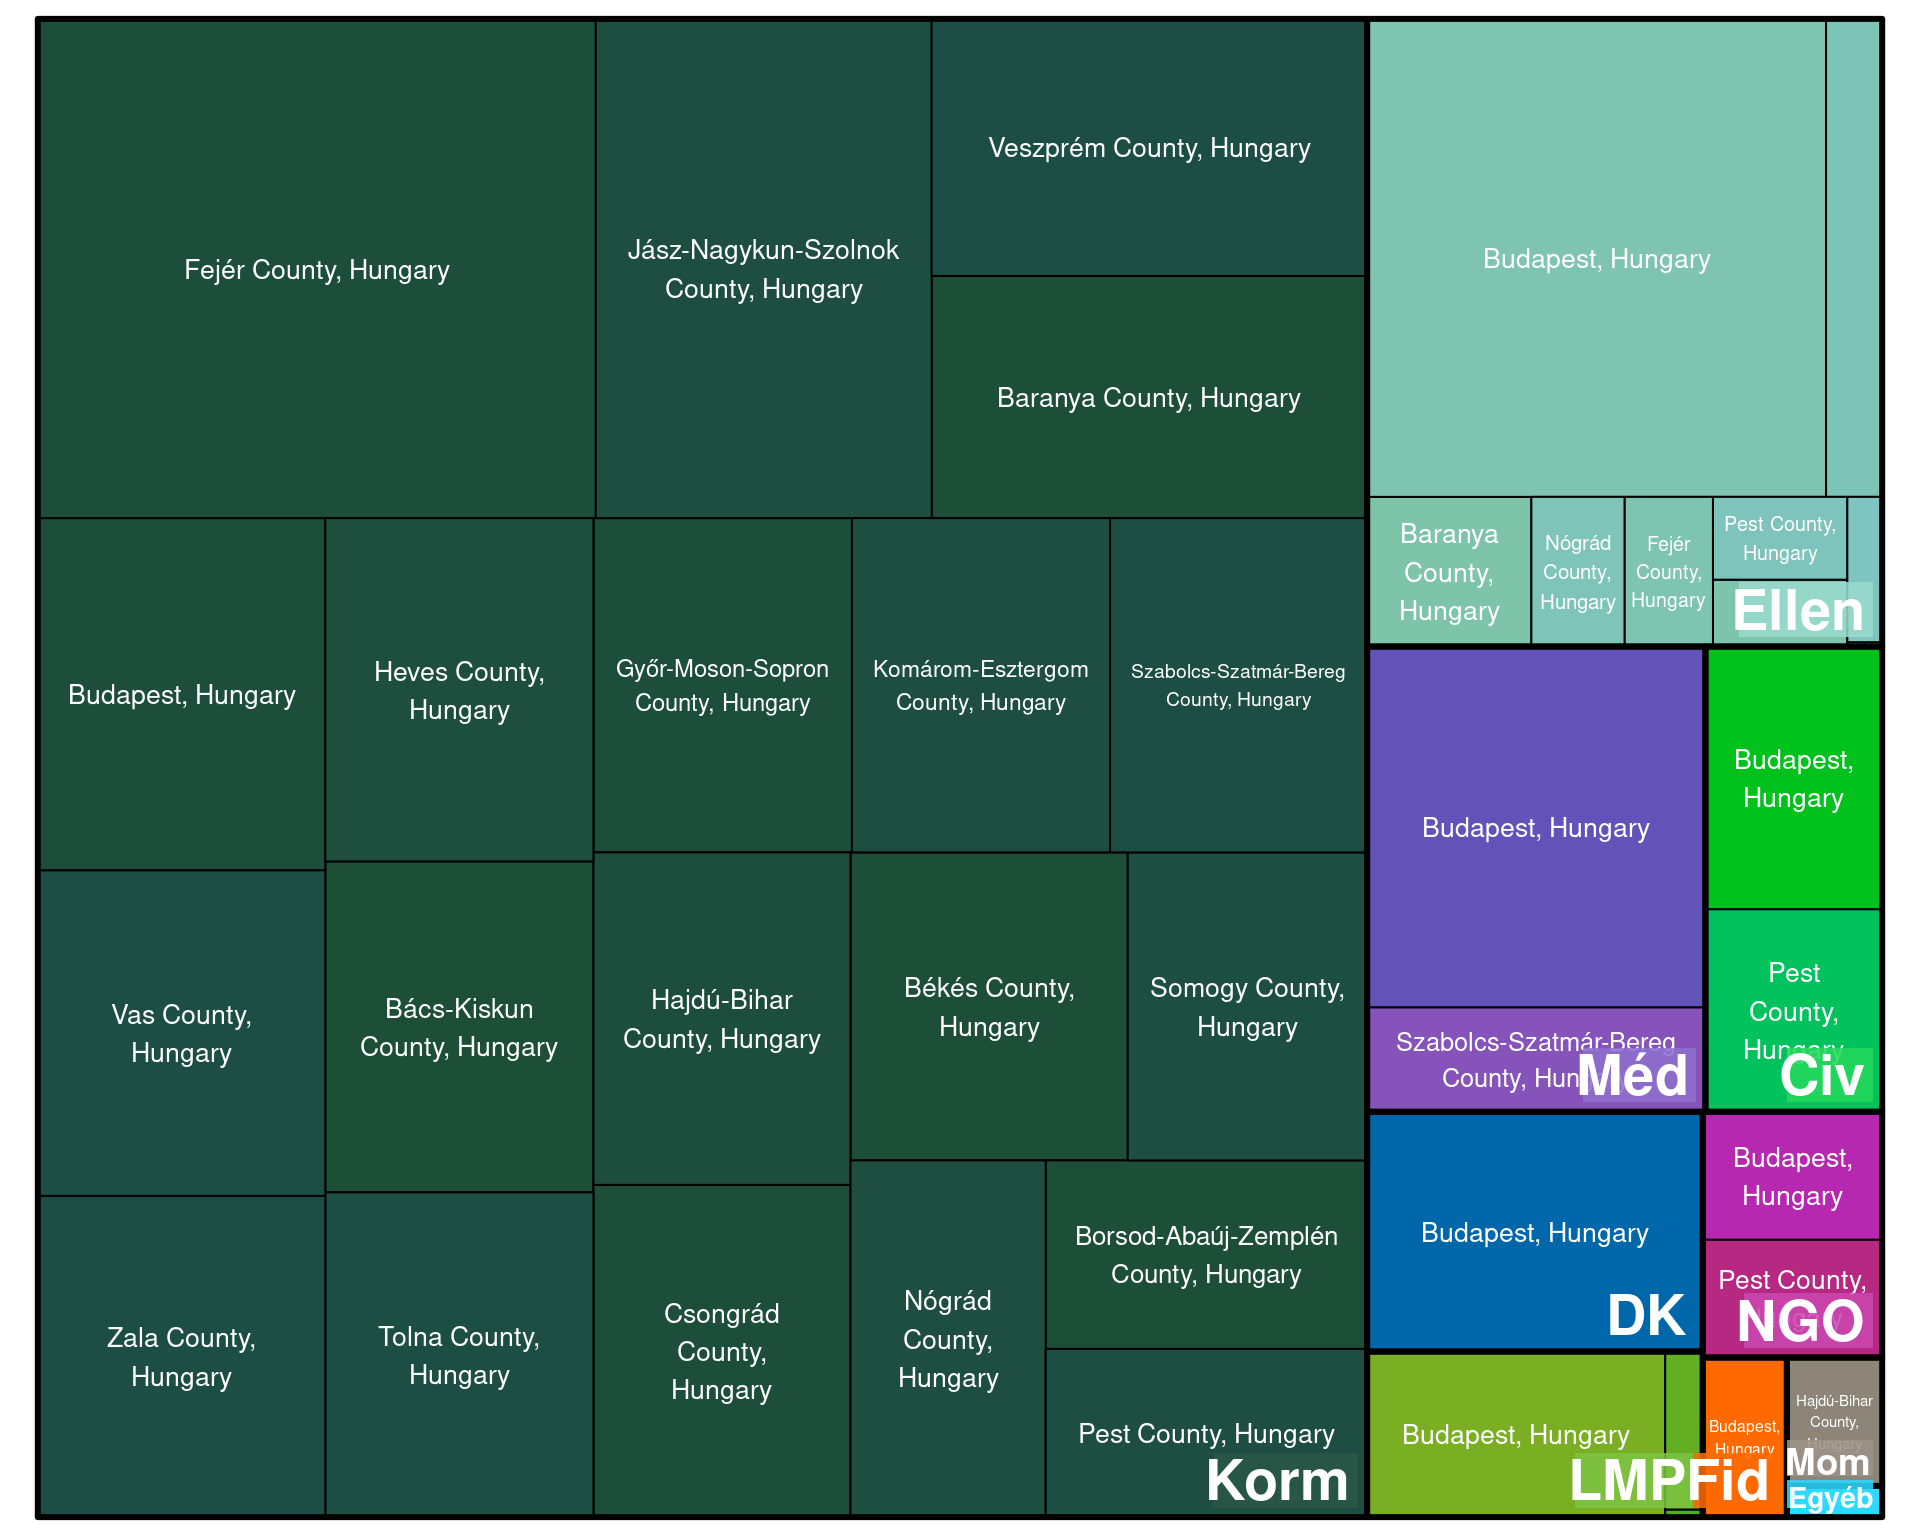 Fejér County, Hungary
Jász-Nagykun-Szolnok
County, Hungary
Veszprém County, Hungary
Baranya County, Hungary
Budapest, Hungary
Heves County,
Hungary
Győr-Moson-Sopron
County, Hungary
Komárom-Esztergom
County, Hungary
Szabolcs-Szatmár-Bereg
County, Hungary
Vas County,
Hungary
Bács-Kiskun
County, Hungary
Hajdú-Bihar
County, Hungary
Békés County,
Hungary
Somogy County,
Hungary
Zala County,
Hungary
Tolna County,
Hungary
Csongrád
County,
Hungary
Nógrád
County,
Hungary
Borsod-Abaúj-Zemplén
County, Hungary
Pest County, Hungary
Korm
Budapest, Hungary
Baranya
County,
Hungary
Nógrád
County,
Hungary
Fejér
County,
Hungary
Pest County,
Hungary
Ellen
Budapest, Hungary
Szabolcs-Szatmár-Bereg
County, Hungary
Méd
Budapest,
Hungary
Pest
County,
Hungary
Civ
Budapest, Hungary
DK
Budapest,
Hungary
Pest County,
Hungary
NGO
Budapest, Hungary
LMP
Budapest,
Hungary
Fid
Hajdú-Bihar
County,
Hungary
Mom
Egyéb